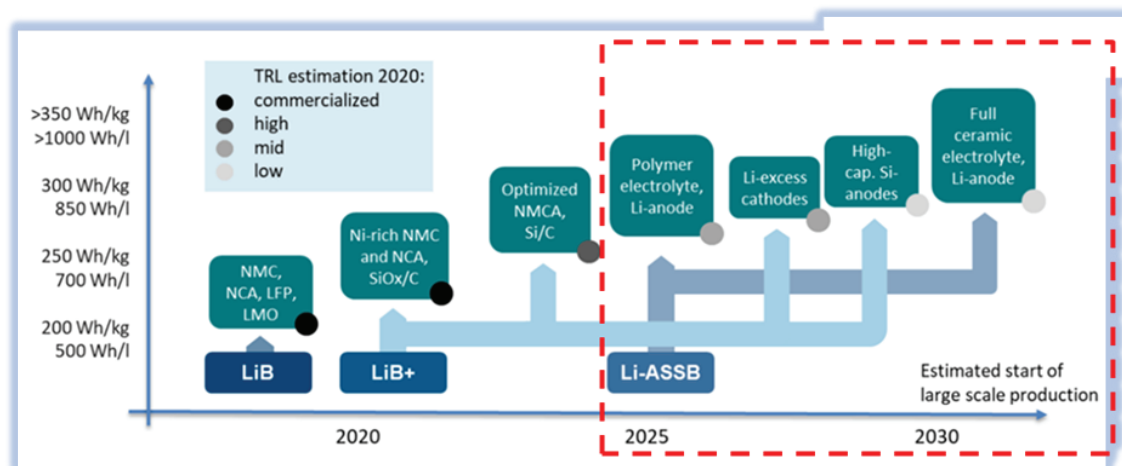 TRL estimation 2020:
commercialized
high
mid
low
>350 Wh/kg
>1000 Wh/l
300 Wh/kg
850 Wh/l
250 Wh/kg
700 Wh/l
200 Wh/kg
500 Wh/l
NMC,
NCA, LFP,
LMO
Ni-rich NMC
and NCA,
SiOx/C
Optimized
NMCA,
Si/C
Polymer
electrolyte,
Li-anode
Li-excess
cathodes
High-
cap. Si-
anodes
Full
ceramic
electrolyte,
Li-anode
LiB
LiB+
Li-ASSB
Estimated start of
large scale production
2020
2025
2030